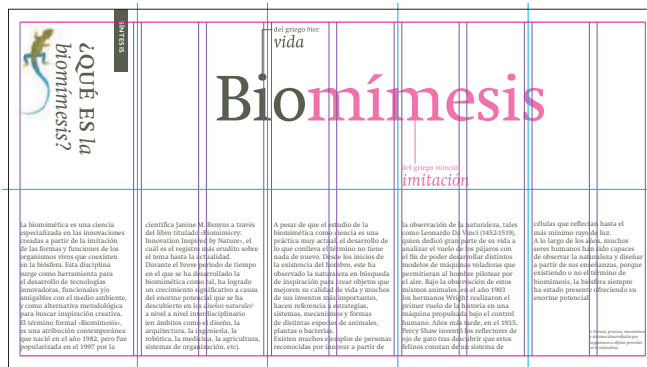 SÍNTESIS
¿QUÉ ES la
biomímesis?
del griego bios:
vida
Biomímesis
del griego mimesis:
imitación
La biomimética es una ciencia
especializada en las innovaciones
creadas a partir de la imitación
de las formas y funciones de los
organismos vivos que coexisten
en la biósfera. Esta disciplina
surge como herramienta para
el desarrollo de tecnologías
innovadoras, funcionales y/o
amigables con el medio ambiente,
y como alternativa metodológica
para buscar inspiración creativa.
El término formal «Biomímesis»,
es una atribución contemporánea
que nació en el año 1982, pero fue
popularizada en el 1997 por la
científica Janine M. Benyus a través
del libro titulado «Biomimicry:
Innovation Inspired by Nature», el
cuál es el registro más erudito sobre
el tema hasta la actualidad.
Durante el breve período de tiempo
en el que se ha desarrollado la
biomimética como tal, ha logrado
un crecimiento significativo a causa
del enorme potencial que se ha
descubierto en los diseños naturales¹
a nivel a nivel interdisciplinario
en ámbitos como el diseño, la
arquitectura, la ingeniería, la
robótica, la medicina, la agricultura,
sistemas de organización, etc).
A pesar de que el estudio de la
biomimética como ciencia es una
práctica muy actual, el desarrollo de
lo que conlleva el término no tiene
nada de nuevo. Desde los inicios de
la existencia del hombre, este ha
observado la naturaleza en búsqueda
de inspiración para crear objetos que
mejoren su calidad de vida y muchos
de sus inventos más importantes,
hacen referencia a estrategias,
sistemas, mecanismos y formas
de distintas especies de animales,
plantas o bacterias.
Existen muchos ejemplos de personas
reconocidas por innovar a partir de
la observación de la naturaleza, tales
como Leonardo Da Vinci (1452-1519),
quien dedicó gran parte de su vida a
analizar el vuelo de los pájaros con
el fin de poder desarrollar distintos
modelos de máquinas voladoras que
permitieran al hombre pilotear por
el aire. Bajo la observación de estos
mismos animales, en el año 1903
los hermanos Wright realizaron el
primer vuelo de la historia en una
máquina propulsada bajo el control
humano. Años más tarde, en el 1935,
Percy Shaw inventó los reflectores de
ojo de gato tras descubrir que estos
felinos constan de un sistema de
células que reflectan hasta el
más mínimo rayo de luz.
A lo largo de los años, muchos
seres humanos han sido capaces
de observar la naturaleza y diseñar
a partir de sus enseñanzas, porque
existiendo o no el término de
biomímesis, la biósfera siempre
ha estado presente ofreciendo su
enorme potencial.